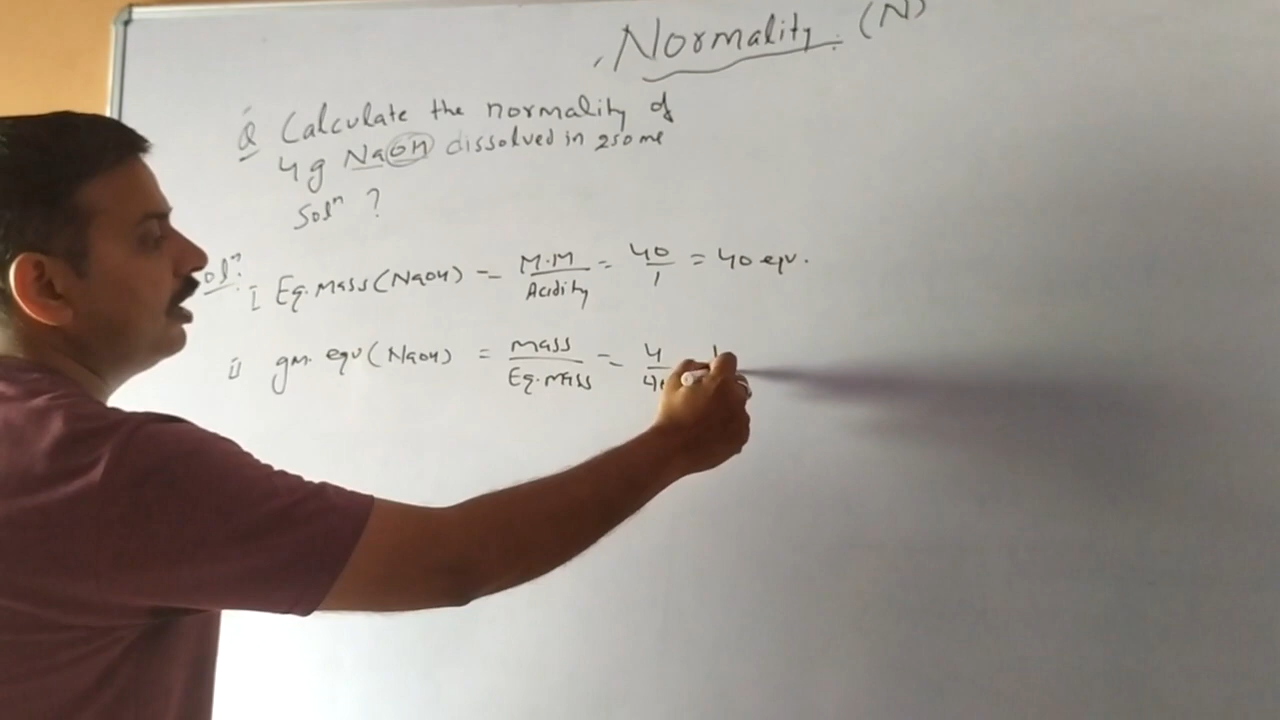 Normality (N)
Q Calculate the normality of
4g NaOH dissolved in 250 ml
Solⁿ ?
Solⁿ:
i Eq. Mass (NaOH) = M.M / Acidity = 40 / 1 = 40 eqv.
ii gm. equ (NaOH) = Mass / Eq. mass = 4